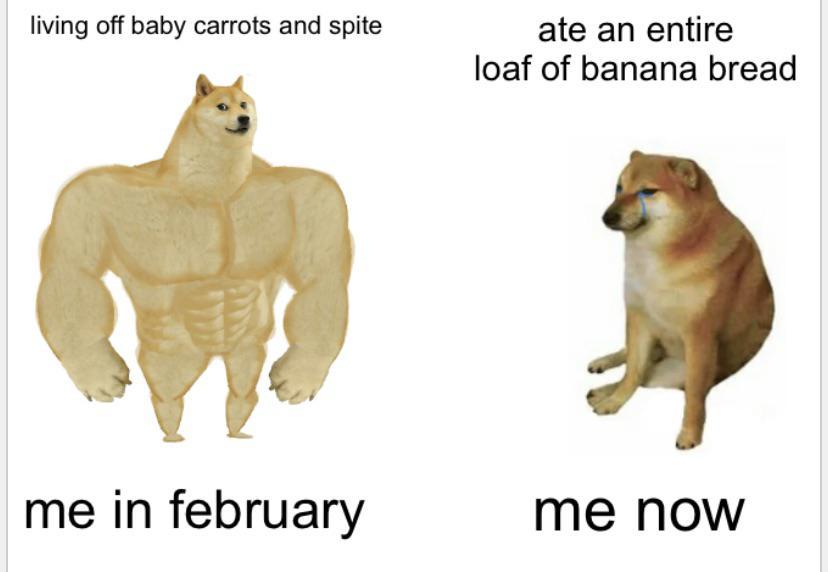 living off baby carrots and spite
ate an entire
loaf of banana bread
me in february
me now